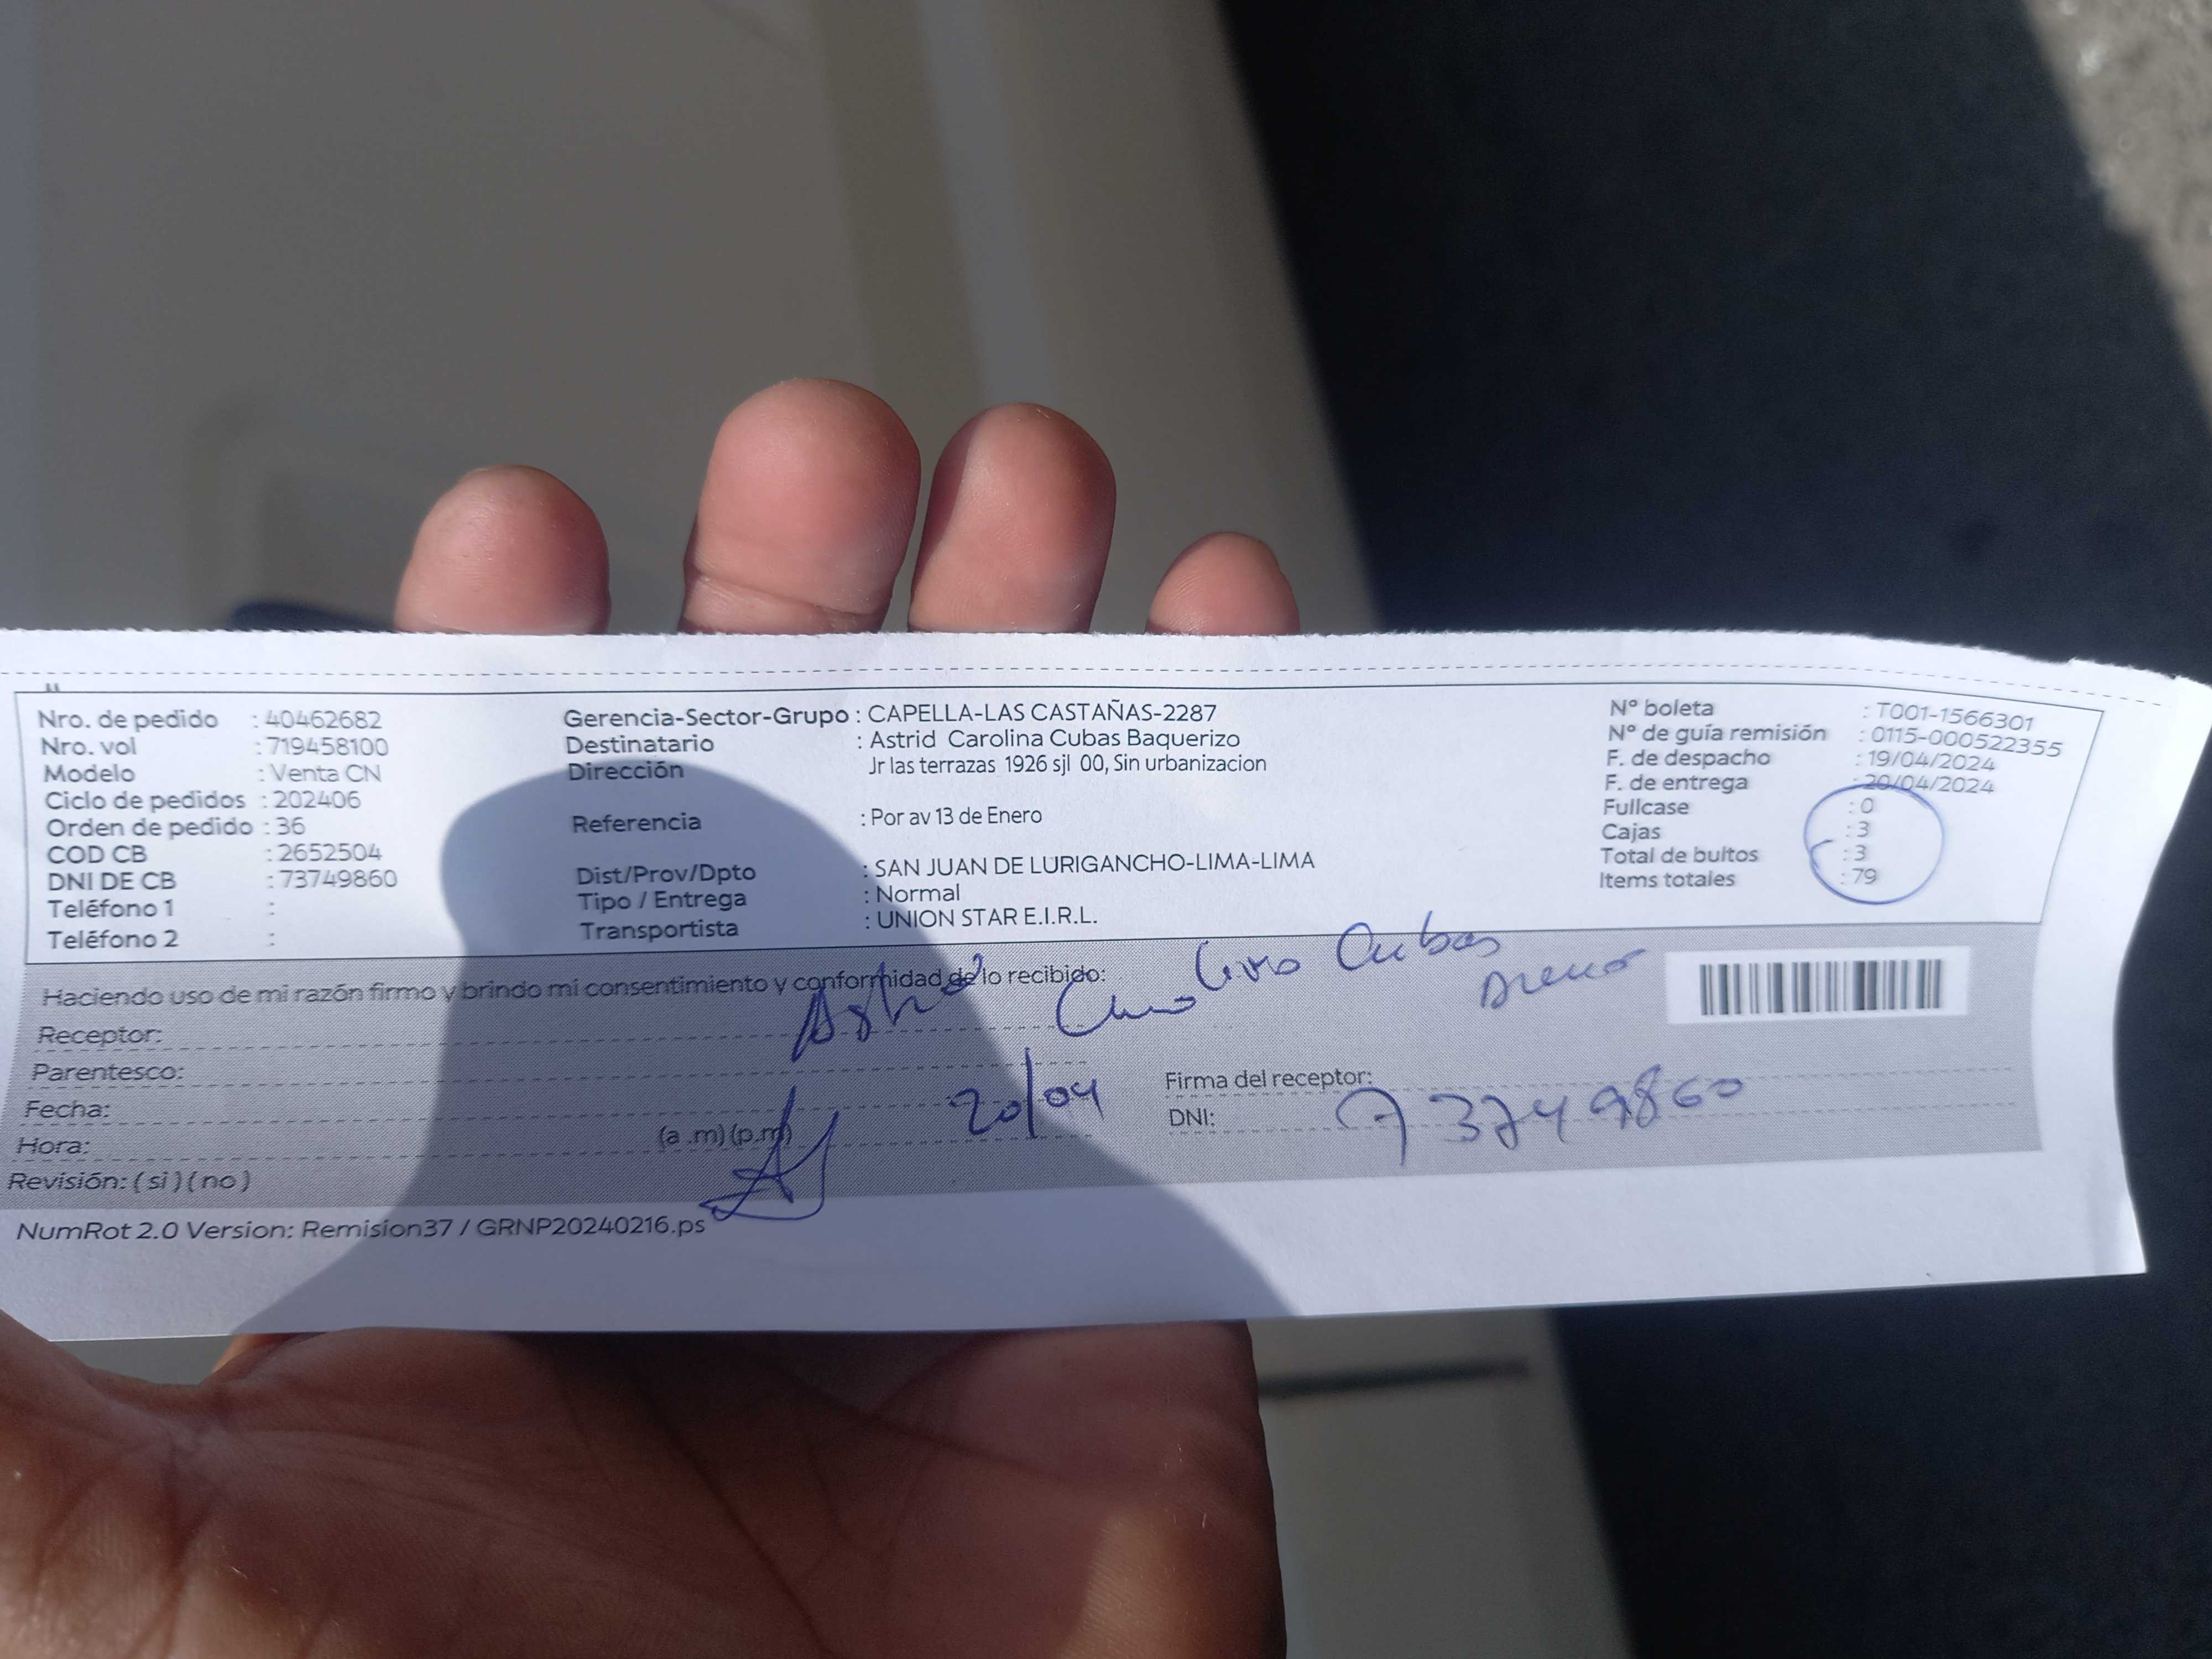 Nro. de pedido : 40462682
Nro. vol : 719458100
Modelo : Venta CN
Ciclo de pedidos : 202406
Orden de pedido : 36
COD CB : 2652504
DNI DE CB : 73749860
Teléfono 1 :
Teléfono 2 :
Gerencia-Sector-Grupo : CAPELLA-LAS CASTAÑAS-2287
Destinatario : Astrid Carolina Cubas Baquerizo
Dirección Jr las terrazas 1926 sjl 00, Sin urbanizacion
Referencia : Por av 13 de Enero
Dist/Prov/Dpto : SAN JUAN DE LURIGANCHO-LIMA-LIMA
Tipo / Entrega : Normal
Transportista : UNION STAR E.I.R.L.
N° boleta : T001-1566301
N° de guía remisión : 0115-000522355
F. de despacho : 19/04/2024
F. de entrega : 20/04/2024
Fullcase : 0
Cajas : 3
Total de bultos : 3
Items totales : 79
Haciendo uso de mi razón firmo y brindo mi consentimiento y conformidad de lo recibido:
Receptor: Astrid Cubas
Parentesco:
Fecha: 20/04
Hora: (a .m) (p.m)
Revisión: ( si ) ( no )
Firma del receptor:
DNI: 73749860
NumRot 2.0 Version: Remision37 / GRNP20240216.ps